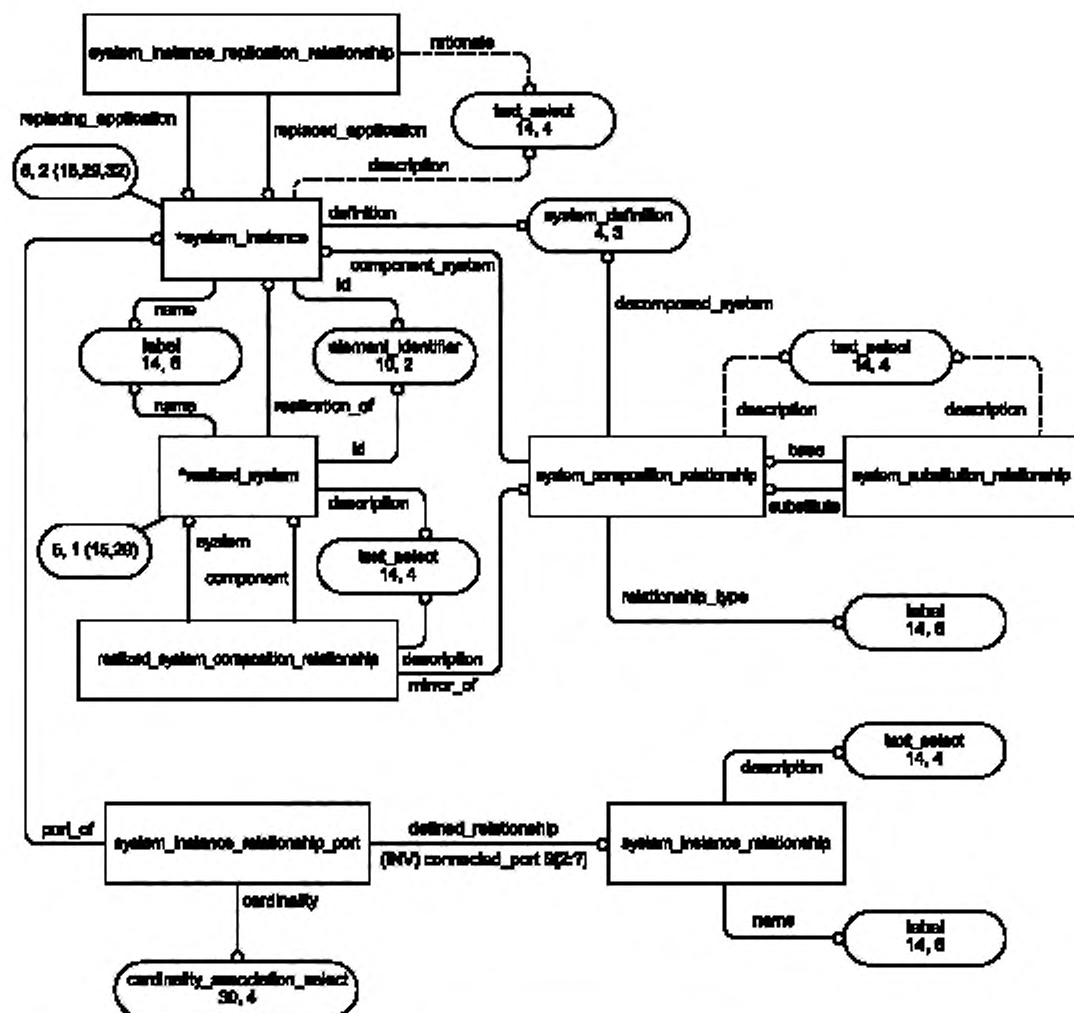 system_instance_replication_relationship
rationale
text_select
14, 4
replacing_application
replaced_application
description
6, 2 (15,29,32)
*system_instance
definition
system_definition
4, 3
component_system
id
name
decomposed_system
label
14, 6
element_identifier
10, 2
text_select
14, 4
name
realization_of
description
description
id
*realized_system
system_composition_relationship
base
system_substitution_relationship
substitute
description
5, 1 (15,29)
system
component
text_select
14, 4
relationship_type
label
14, 6
realized_system_composition_relationship
description
mirror_of
text_select
14, 4
description
port_of
system_instance_relationship_port
defined_relationship
(INV) connected_port S[2:?]
system_instance_relationship
cardinality
name
label
14, 6
cardinality_association_select
30, 4